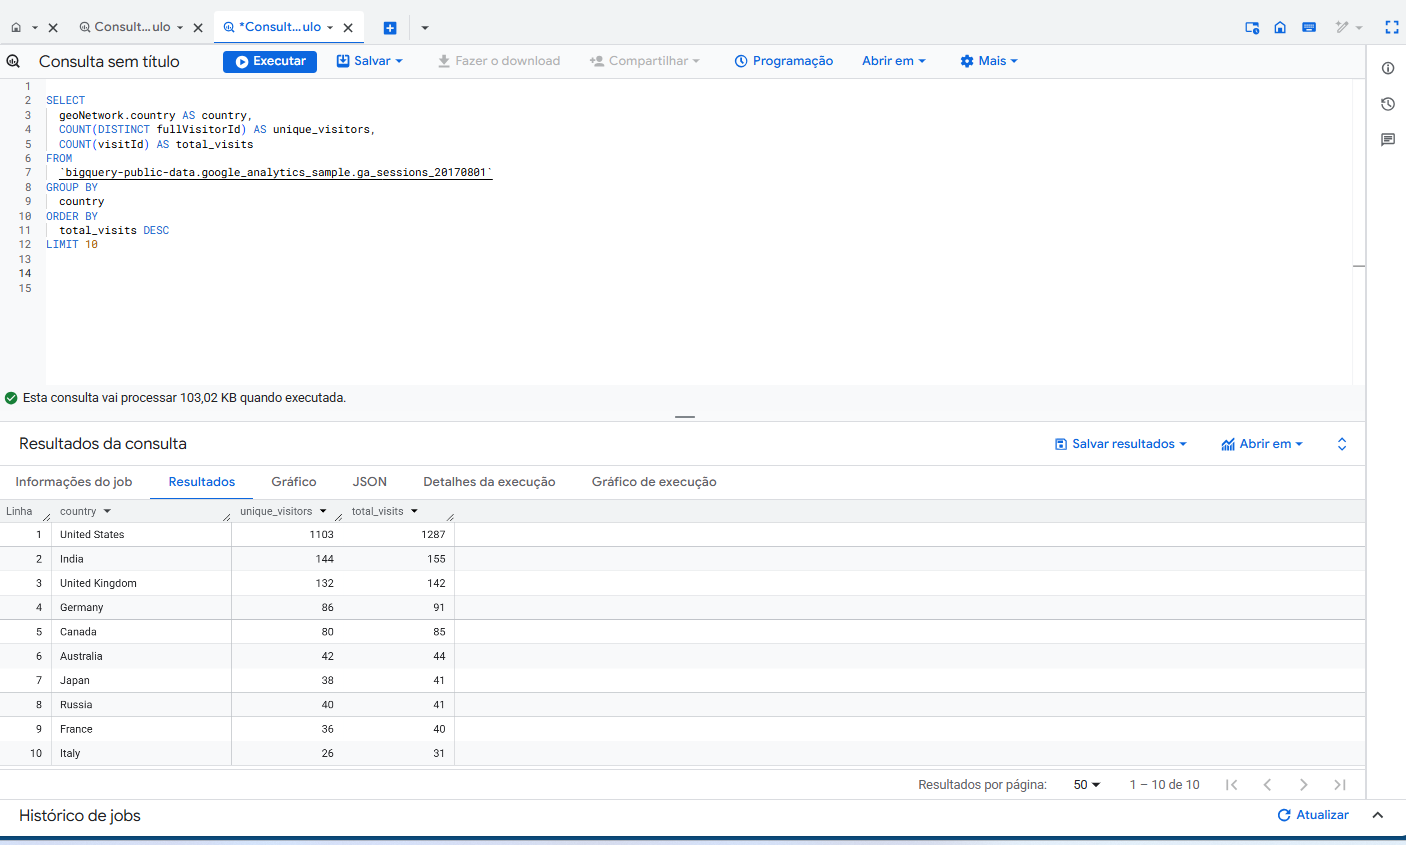 Consult...ulo
*Consult...ulo
Consulta sem título
Executar
Salvar
Fazer o download
Compartilhar
Programação
Abrir em
Mais
1
2 SELECT
3 geoNetwork.country AS country,
4 COUNT(DISTINCT fullVisitorId) AS unique_visitors,
5 COUNT(visitId) AS total_visits
6 FROM
7 `bigquery-public-data.google_analytics_sample.ga_sessions_20170801`
8 GROUP BY
9 country
10 ORDER BY
11 total_visits DESC
12 LIMIT 10
13
14
15
Esta consulta vai processar 103,02 KB quando executada.
Resultados da consulta
Salvar resultados
Abrir em
Informações do job
Resultados
Gráfico
JSON
Detalhes da execução
Gráfico de execução
Linha country unique_visitors total_visits
1 United States 1103 1287
2 India 144 155
3 United Kingdom 132 142
4 Germany 86 91
5 Canada 80 85
6 Australia 42 44
7 Japan 38 41
8 Russia 40 41
9 France 36 40
10 Italy 26 31
Resultados por página: 50 1 – 10 de 10
Histórico de jobs
Atualizar